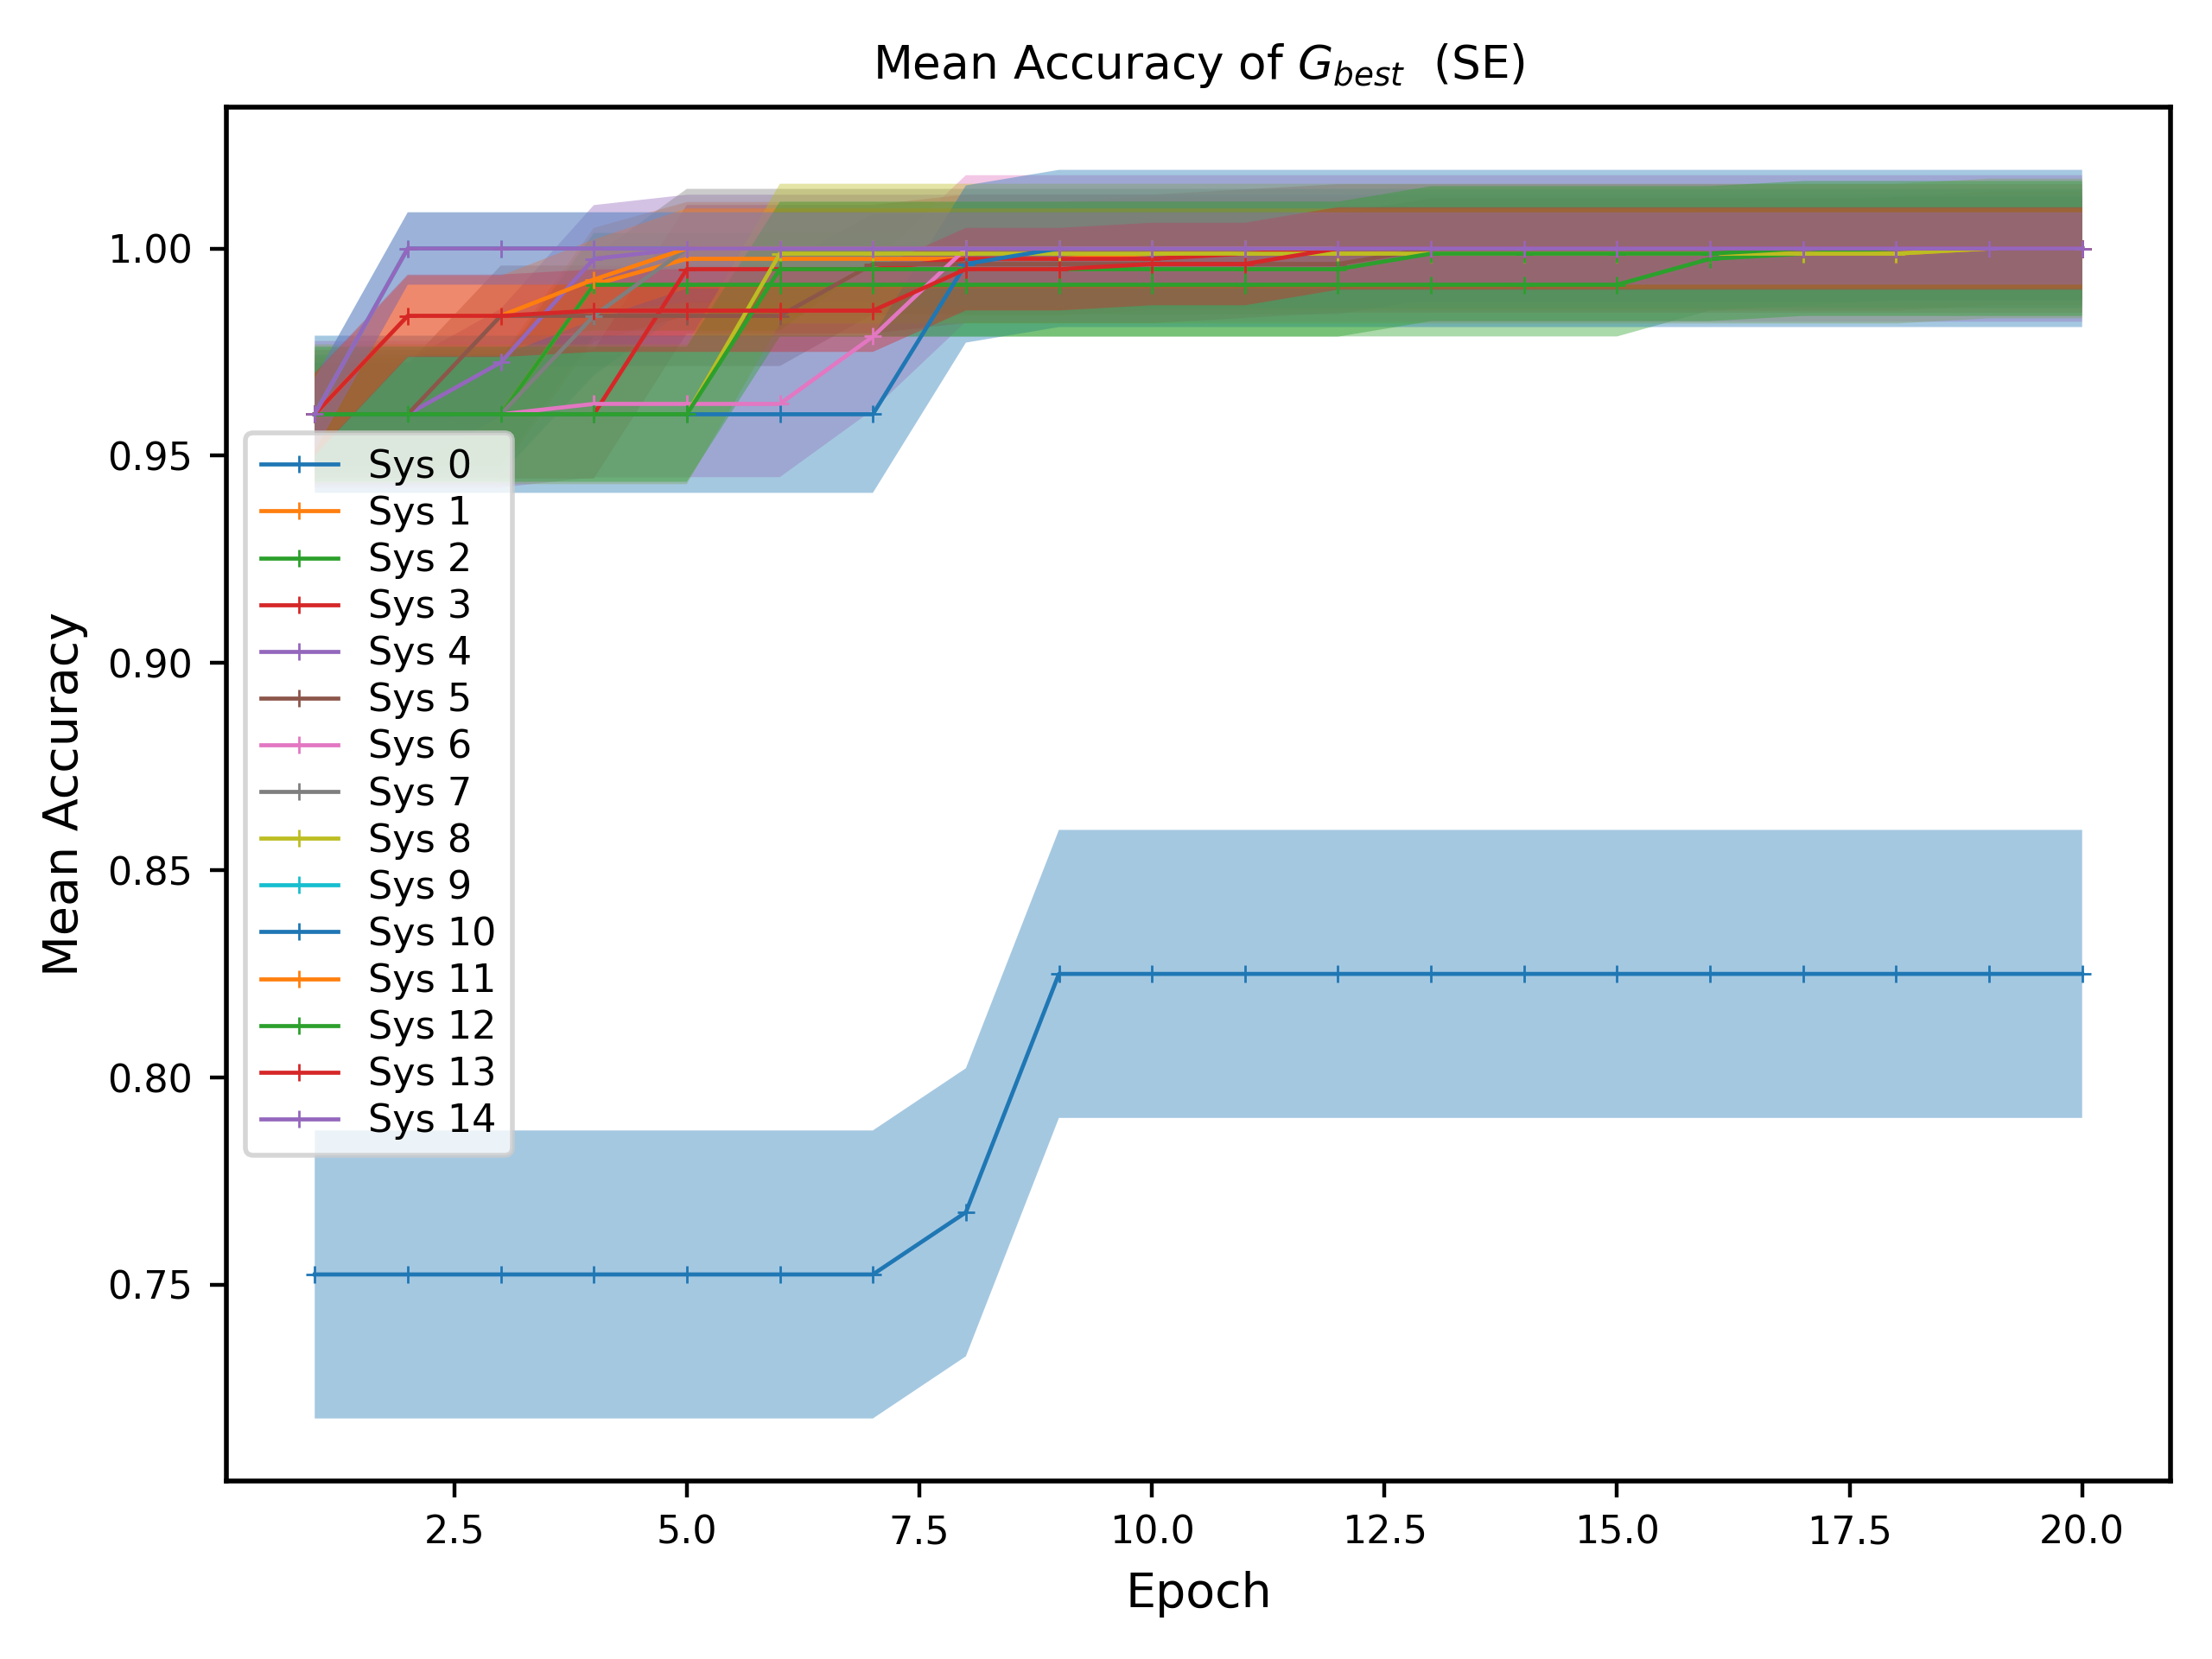 Mean Accuracy of G_best (SE)
Mean Accuracy
1.00
0.95
0.90
0.85
0.80
0.75
Sys 0
Sys 1
Sys 2
Sys 3
Sys 4
Sys 5
Sys 6
Sys 7
Sys 8
Sys 9
Sys 10
Sys 11
Sys 12
Sys 13
Sys 14
2.5 5.0 7.5 10.0 12.5 15.0 17.5 20.0
Epoch